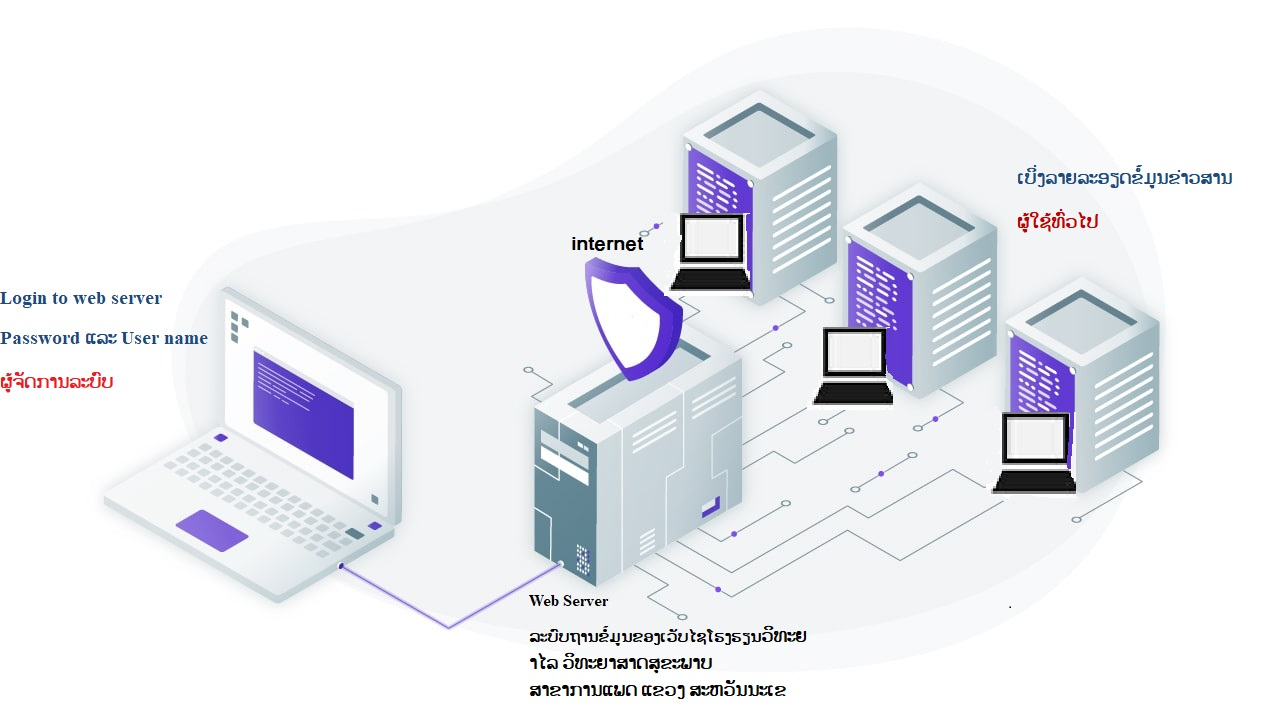 ເບິ່ງລາຍລະອຽດຂໍ້ມູນຂ່າວສານ
ຜູ້ໃຊ້ທົ່ວໄປ
internet
Login to web server
Password ແລະ User name
ຜູ້ຈັດການລະບົບ
Web Server
ລະບົບຖານຂໍ້ມູນຂອງເວັບໄຊໂຮງຮຽນວິທະຍ
າໄລ ວິທະຍາສາດສຸຂະພາບ
ສາຂາການແພດ ແຂວງ ສະຫວັນນະເຂ